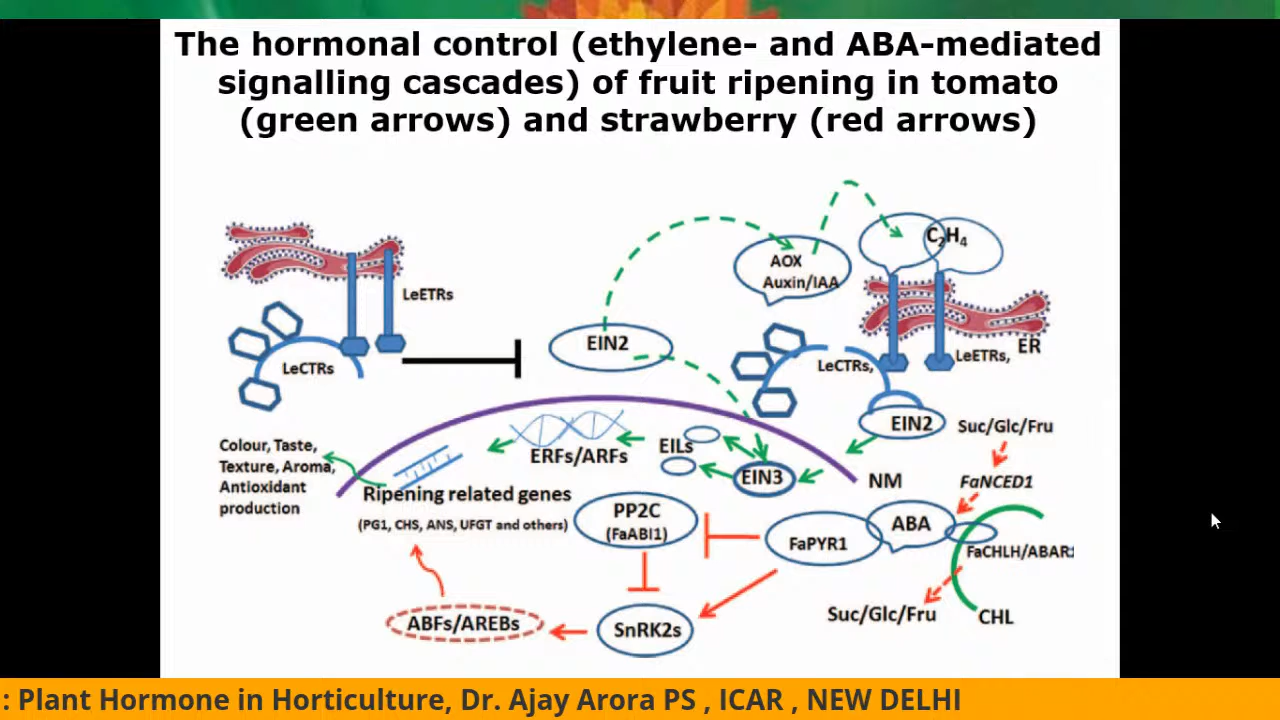 The hormonal control (ethylene- and ABA-mediated
signalling cascades) of fruit ripening in tomato
(green arrows) and strawberry (red arrows)
C2H4
AOX
Auxin/IAA
LeETRs
EIN2
ER
LeETRs,
LeCTRs
LeCTRs,
EIN2
Suc/Glc/Fru
Colour, Taste,
Texture, Aroma,
Antioxidant
production
ERFs/ARFs
EILs
EIN3
NM
FaNCED1
Ripening related genes
(PG1, CHS, ANS, UFGT and others)
PP2C
(FaABI1)
FaPYR1
ABA
FaCHLH/ABAR
Suc/Glc/Fru
CHL
ABFs/AREBs
SnRK2s
: Plant Hormone in Horticulture, Dr. Ajay Arora PS , ICAR , NEW DELHI